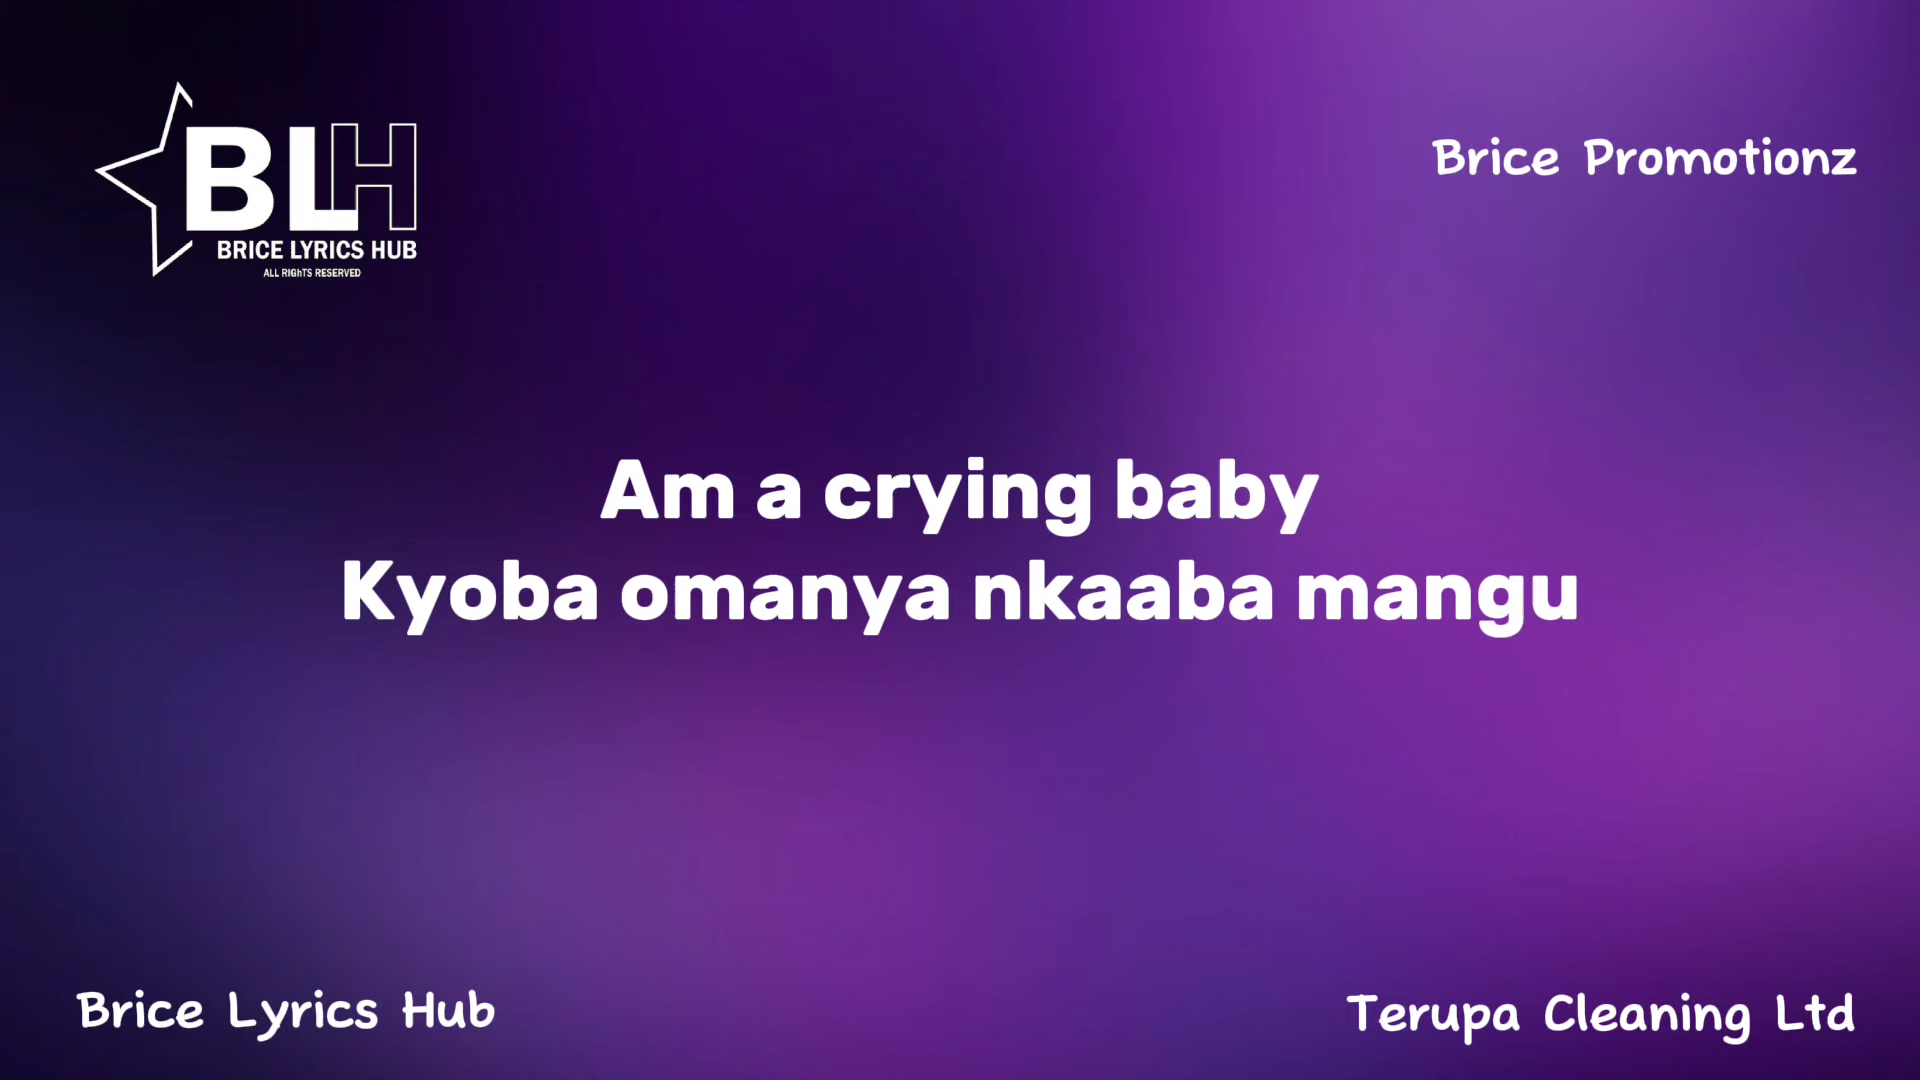 BLH
BRICE LYRICS HUB
ALL RIGHTS RESERVED
Brice Promotionz
Am a crying baby
Kyoba omanya nkaaba mangu
Brice Lyrics Hub
Terupa Cleaning Ltd